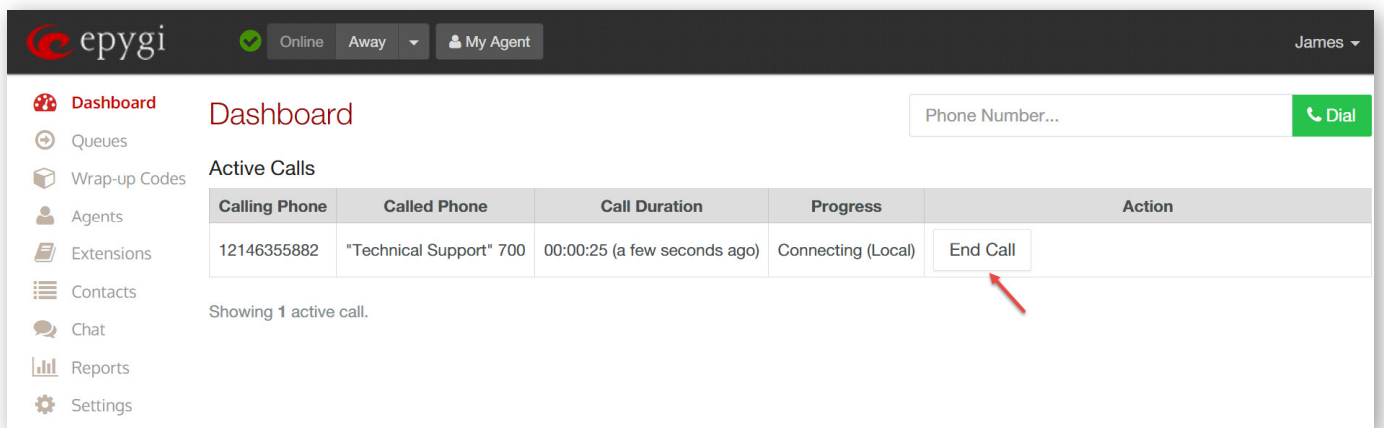 epygi
Online Away My Agent
James
Dashboard
Queues
Wrap-up Codes
Agents
Extensions
Contacts
Chat
Reports
Settings
Dashboard
Phone Number...
Dial
Active Calls
Calling Phone Called Phone Call Duration Progress Action
12146355882 "Technical Support" 700 00:00:25 (a few seconds ago) Connecting (Local) End Call
Showing 1 active call.